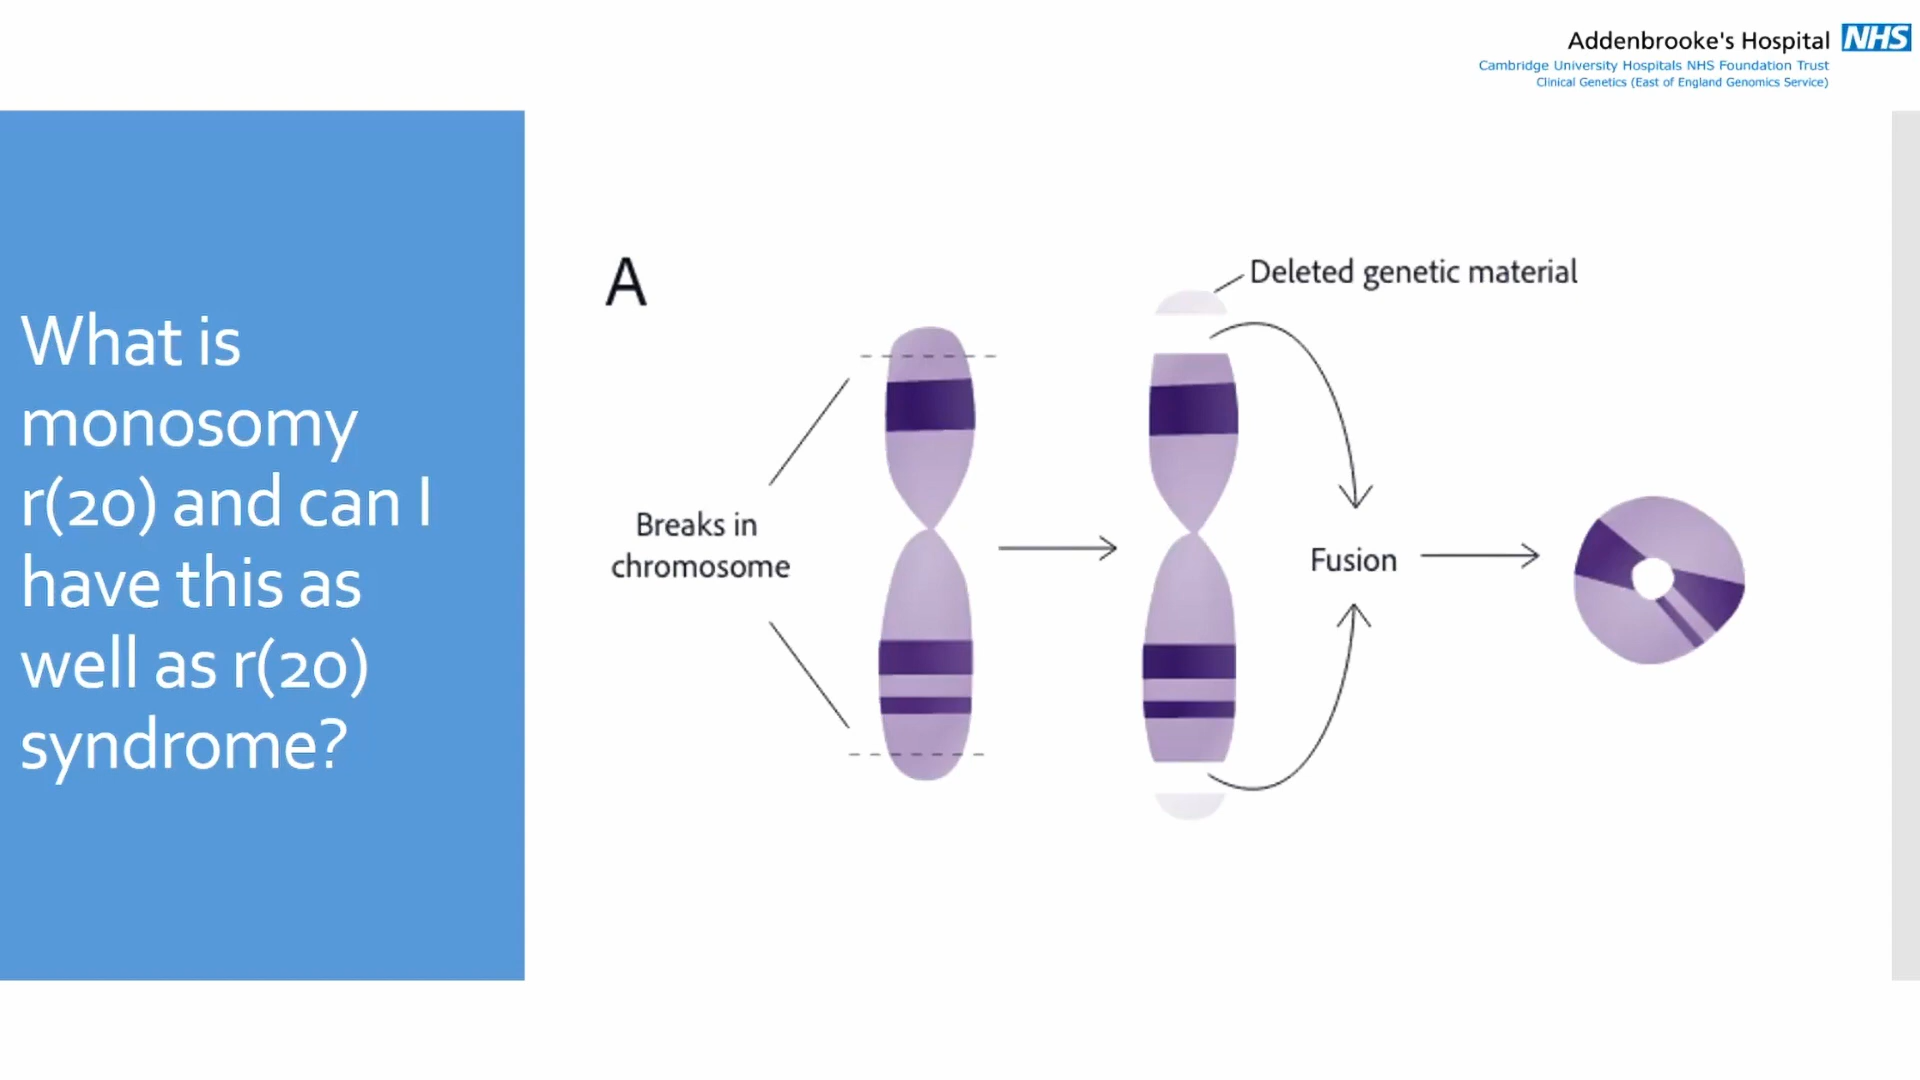 Addenbrooke's Hospital NHS
Cambridge University Hospitals NHS Foundation Trust
Clinical Genetics (East of England Genomics Service)
What is
monosomy
r(20) and can I
have this as
well as r(20)
syndrome?
A
Deleted genetic material
Breaks in
chromosome
Fusion